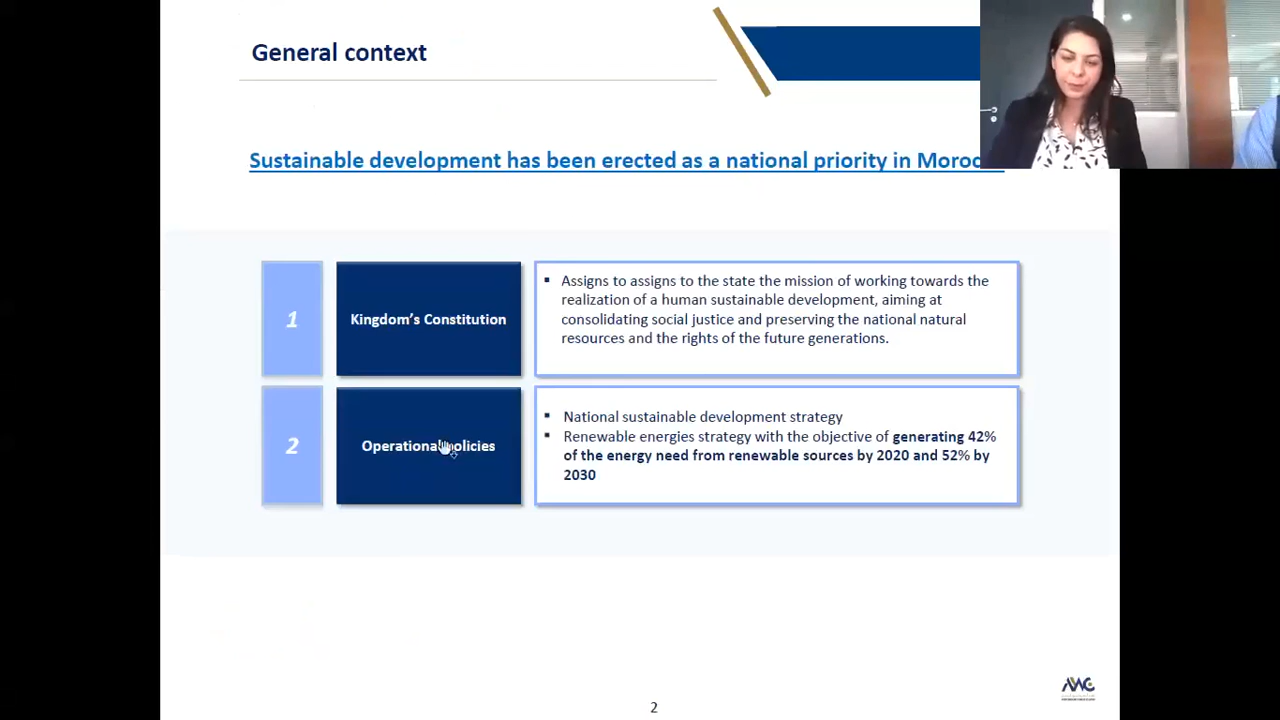 General context
Sustainable development has been erected as a national priority in
1
Kingdom's Constitution
▪ Assigns to assigns to the state the mission of working towards the
realization of a human sustainable development, aiming at
consolidating social justice and preserving the national natural
resources and the rights of the future generations.
2
Operational policies
▪ National sustainable development strategy
▪ Renewable energies strategy with the objective of generating 42%
of the energy need from renewable sources by 2020 and 52% by
2030
2